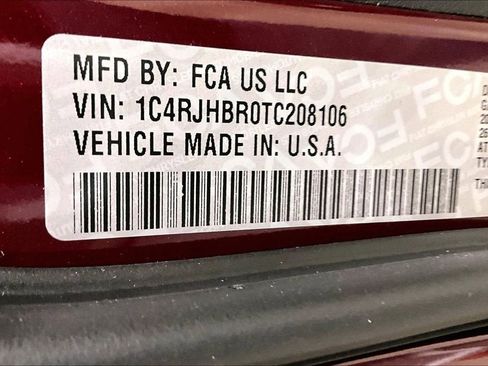 MFD BY: FCA US LLC
VIN: 1C4RJHBR0TC208106
VEHICLE MADE IN: U.S.A.